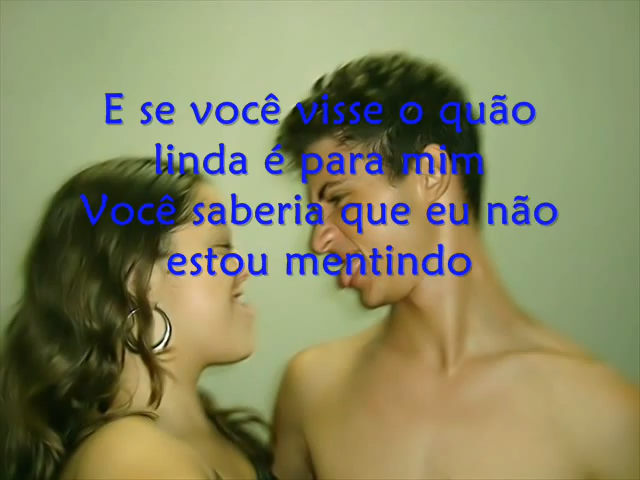 E se você visse o quão
linda é para mim
Você saberia que eu não
estou mentindo